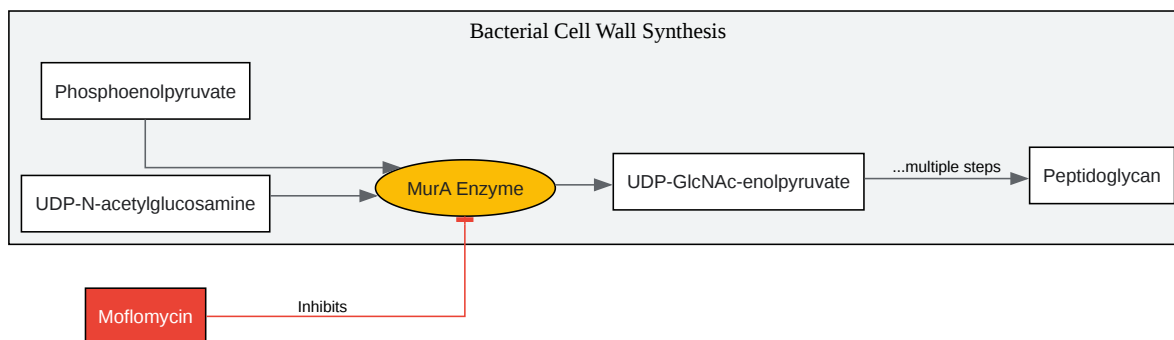 Bacterial Cell Wall Synthesis
Phosphoenolpyruvate
UDP-N-acetylglucosamine
MurA Enzyme
UDP-GlcNAc-enolpyruvate
...multiple steps
Peptidoglycan
Moflomycin
Inhibits